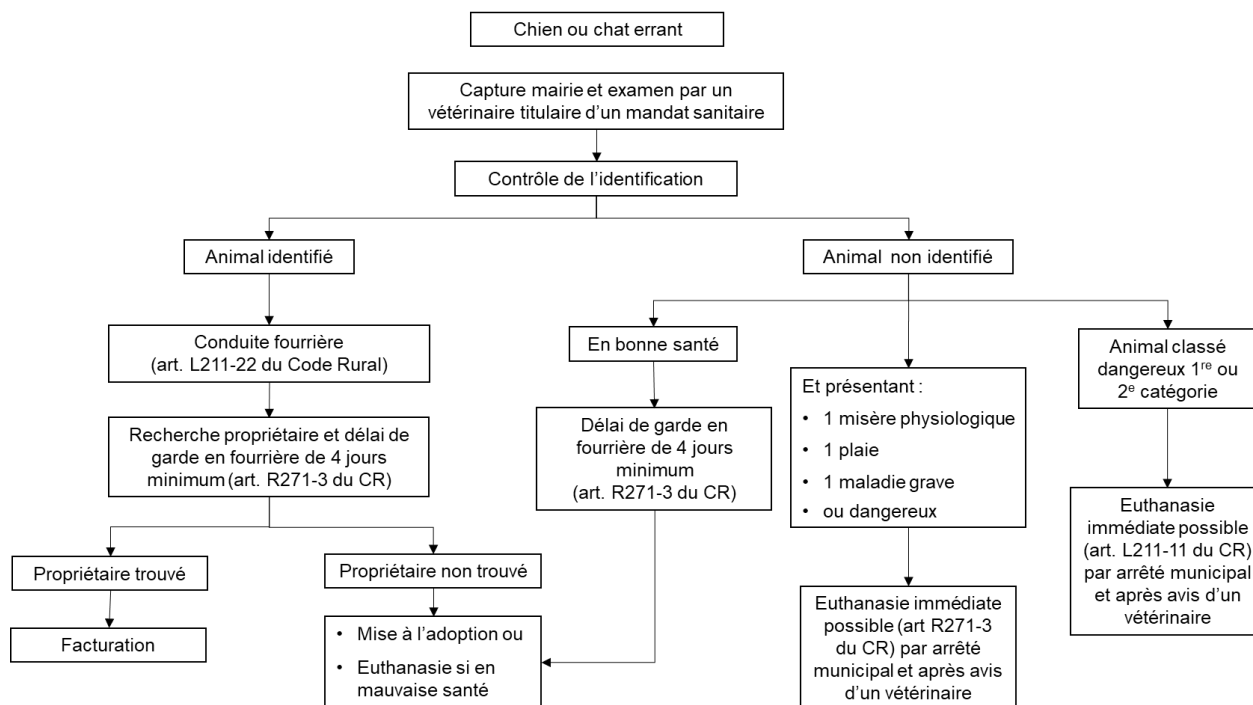 Chien ou chat errant
Capture mairie et examen par un
vétérinaire titulaire d'un mandat sanitaire
Contrôle de l'identification
Animal identifié
Animal non identifié
Conduite fourrière
(art. L211-22 du Code Rural)
En bonne santé
Animal classé
dangereux 1re ou
2e catégorie
Et présentant :
• 1 misère physiologique
• 1 plaie
• 1 maladie grave
• ou dangereux
Recherche propriétaire et délai de
garde en fourrière de 4 jours
minimum (art. R271-3 du CR)
Délai de garde en
fourrière de 4 jours
minimum
(art. R271-3 du CR)
Euthanasie
immédiate possible
(art. L211-11 du CR)
par arrêté municipal
et après avis d'un
vétérinaire
Propriétaire trouvé
Propriétaire non trouvé
Facturation
• Mise à l'adoption ou
• Euthanasie si en
mauvaise santé
Euthanasie immédiate
possible (art R271-3
du CR) par arrêté
municipal et après avis
d'un vétérinaire